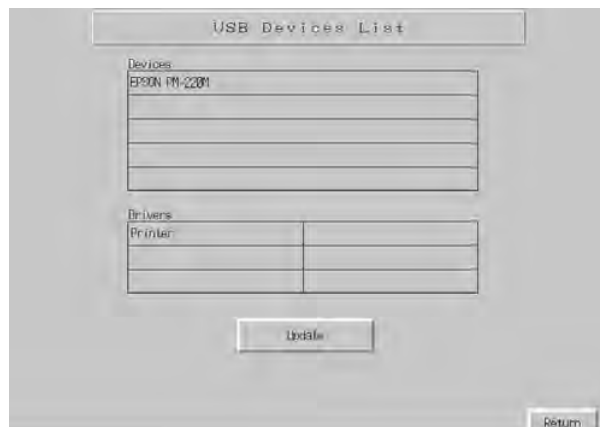 USB Devices List
Devices
EPSON PM-220M
Drivers
Printer
Update
Return